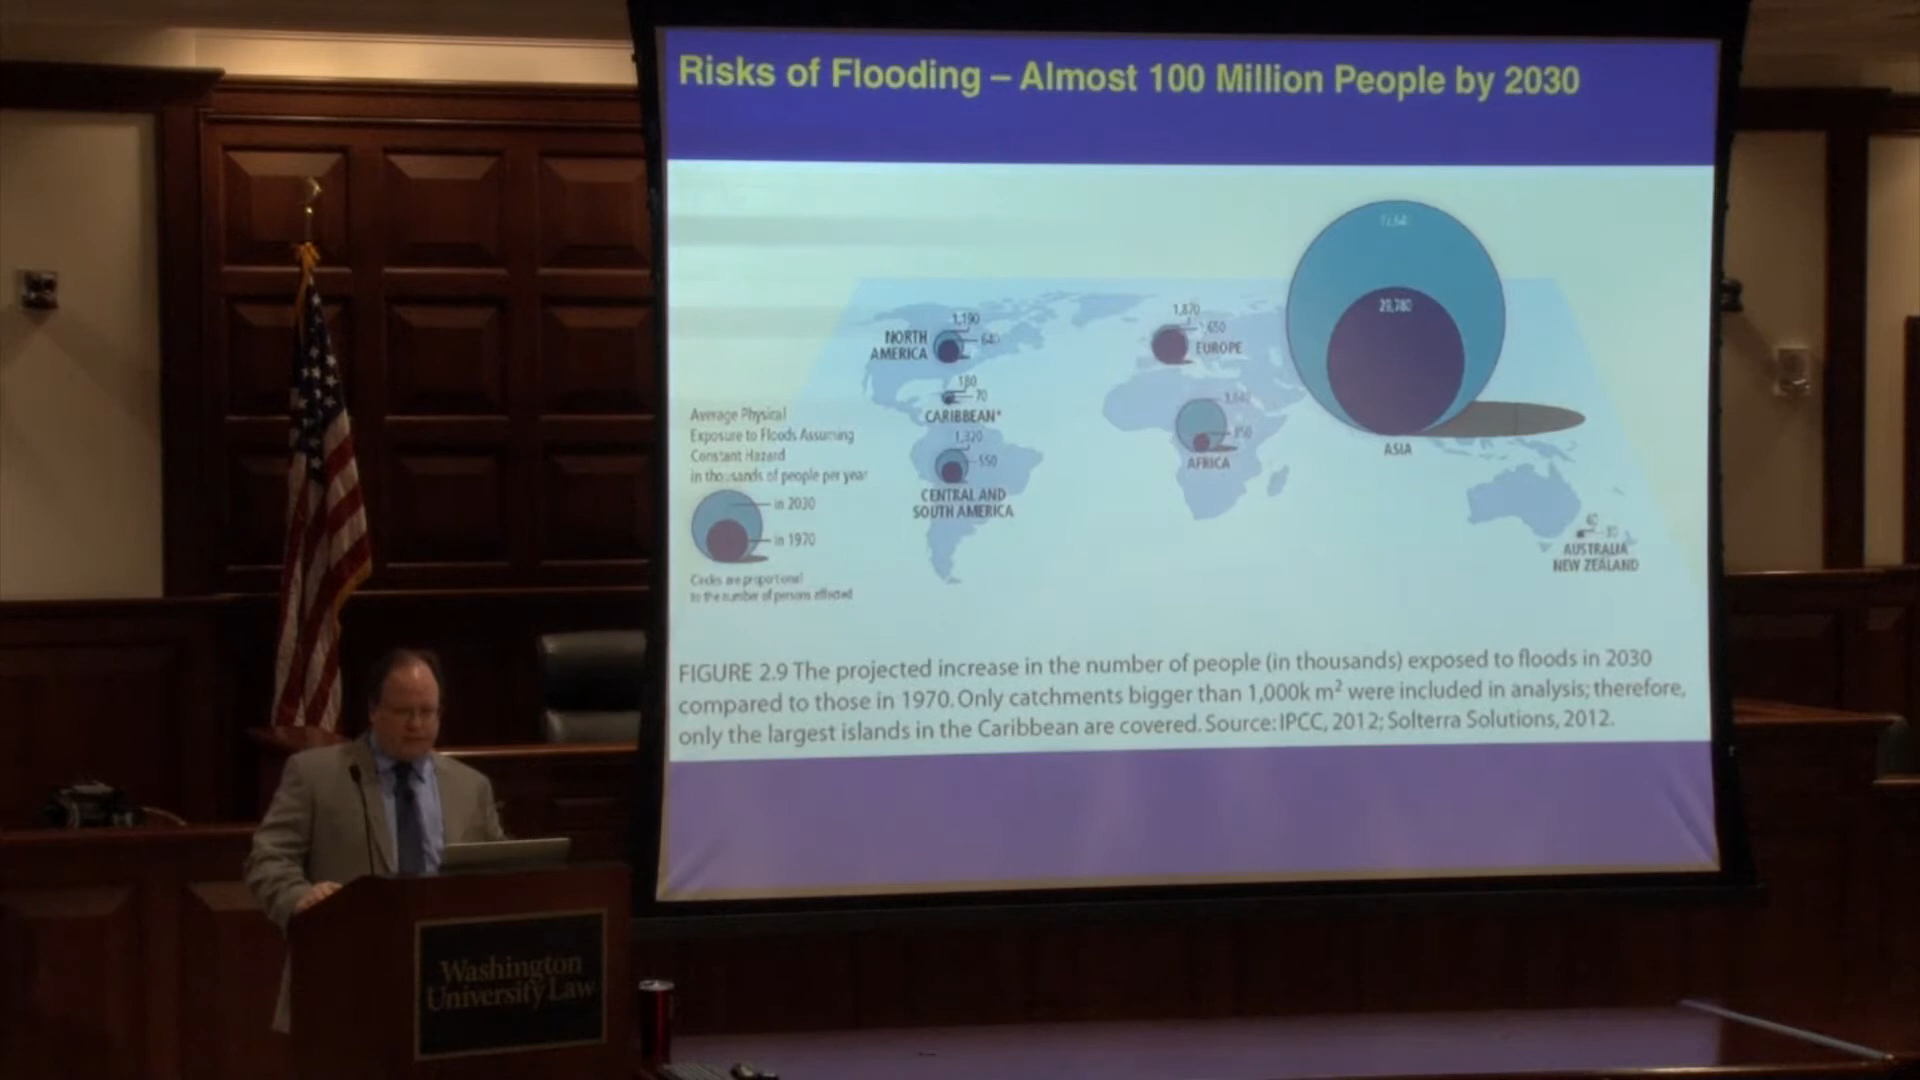 Risks of Flooding – Almost 100 Million People by 2030
1,190
NORTH
AMERICA
640
1,870
1,650
EUROPE
180
70
CARIBBEAN*
1,320
550
CENTRAL AND
SOUTH AMERICA
AFRICA
ASIA
60
AUSTRALIA
NEW ZEALAND
Average Physical
Exposure to Floods Assuming
Constant Hazard
in thousands of people per year
in 2030
in 1970
Circles are proportional
to the number of persons affected
FIGURE 2.9 The projected increase in the number of people (in thousands) exposed to floods in 2030
compared to those in 1970. Only catchments bigger than 1,000k m² were included in analysis; therefore,
only the largest islands in the Caribbean are covered. Source: IPCC, 2012; Solterra Solutions, 2012.
Washington
University Law